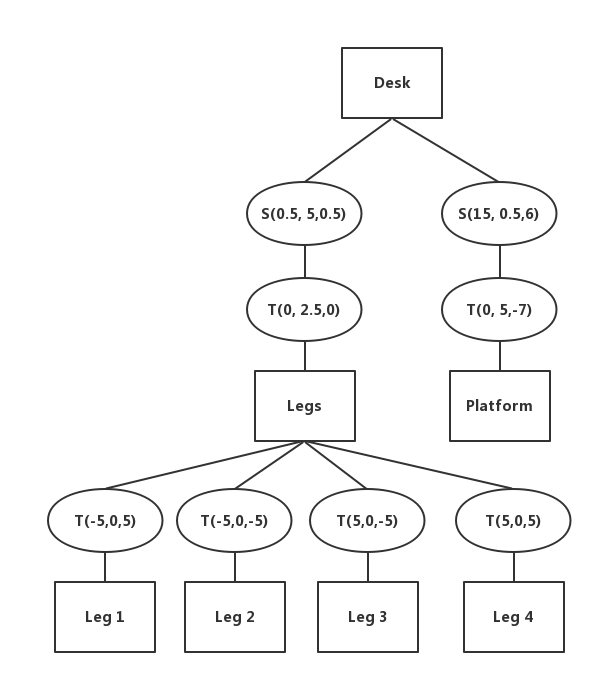 Desk
S(0.5, 5,0.5)
S(15, 0.5,6)
T(0, 2.5,0)
T(0, 5,-7)
Legs
Platform
T(-5,0,5)
T(-5,0,-5)
T(5,0,-5)
T(5,0,5)
Leg 1
Leg 2
Leg 3
Leg 4